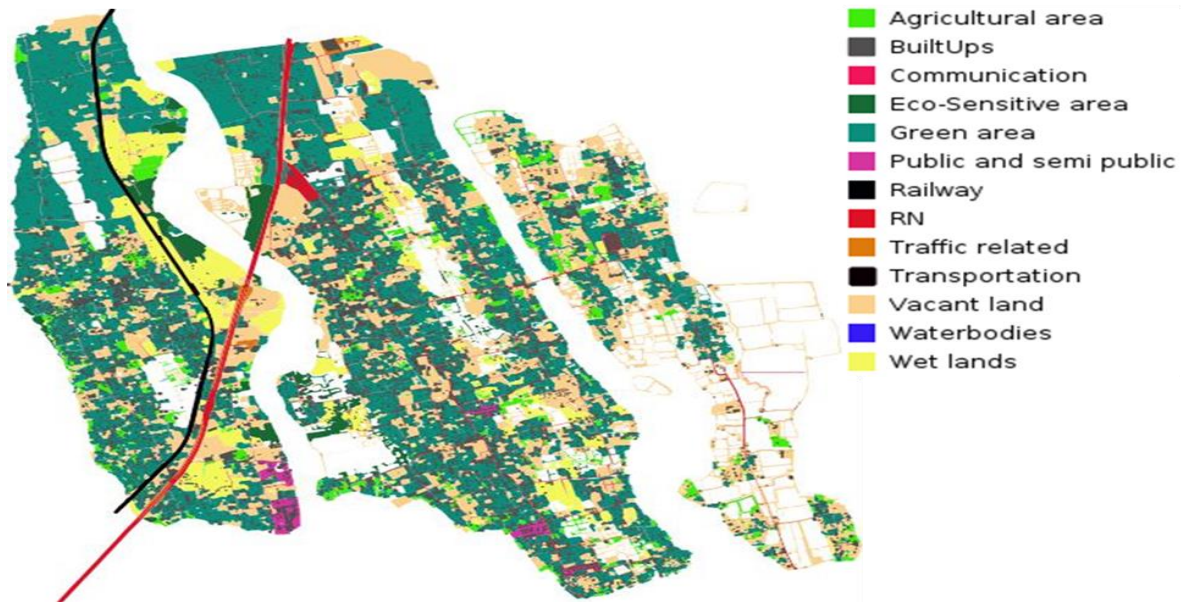 Agricultural area
BuiltUps
Communication
Eco-Sensitive area
Green area
Public and semi public
Railway
RN
Traffic related
Transportation
Vacant land
Waterbodies
Wet lands